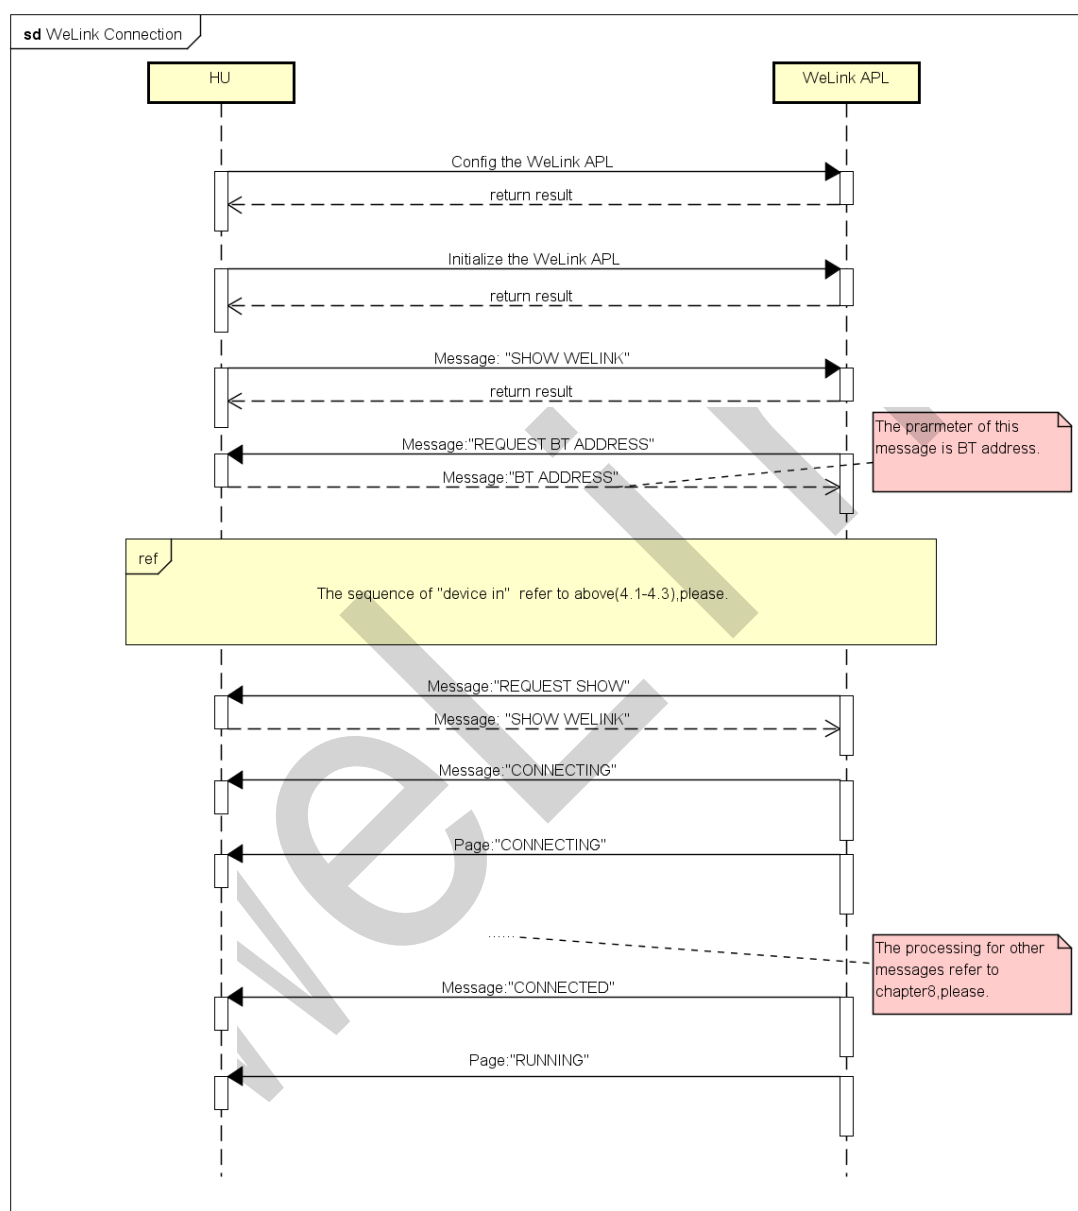 sd WeLink Connection
HU
WeLink APL
Config the WeLink APL
return result
Initialize the WeLink APL
return result
Message: "SHOW WELINK"
return result
The prarmeter of this
message is BT address.
Message:"REQUEST BT ADDRESS"
Message:"BT ADDRESS"
ref
The sequence of "device in"  refer to above(4.1-4.3),please.
Message:"REQUEST SHOW"
Message: "SHOW WELINK"
Message:"CONNECTING"
Page:"CONNECTING"
......
The processing for other
messages refer to
chapter8,please.
Message:"CONNECTED"
Page:"RUNNING"
WeLin